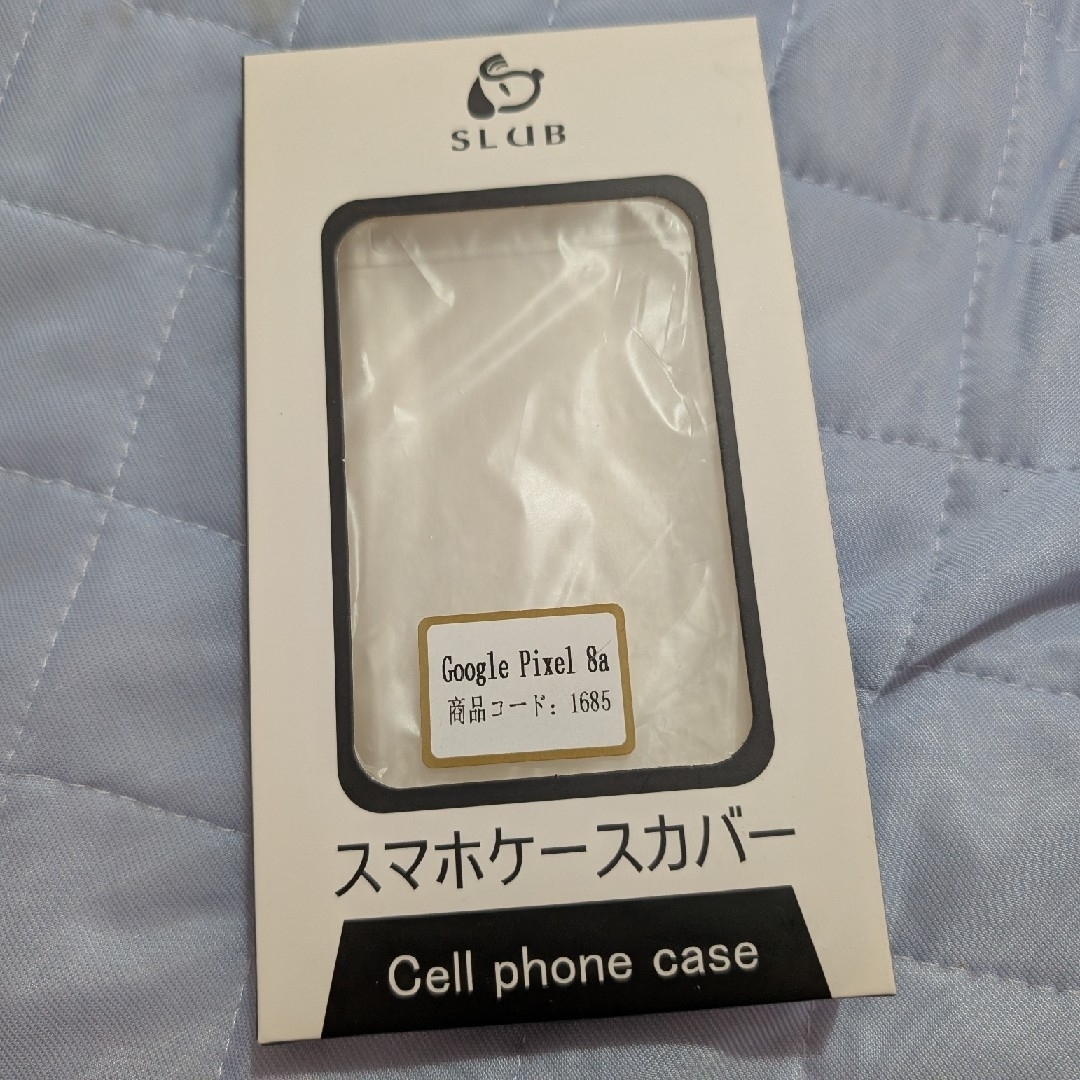 SLUB
Google Pixel 8a
商品コード: 1685
スマホケースカバー
Cell phone case